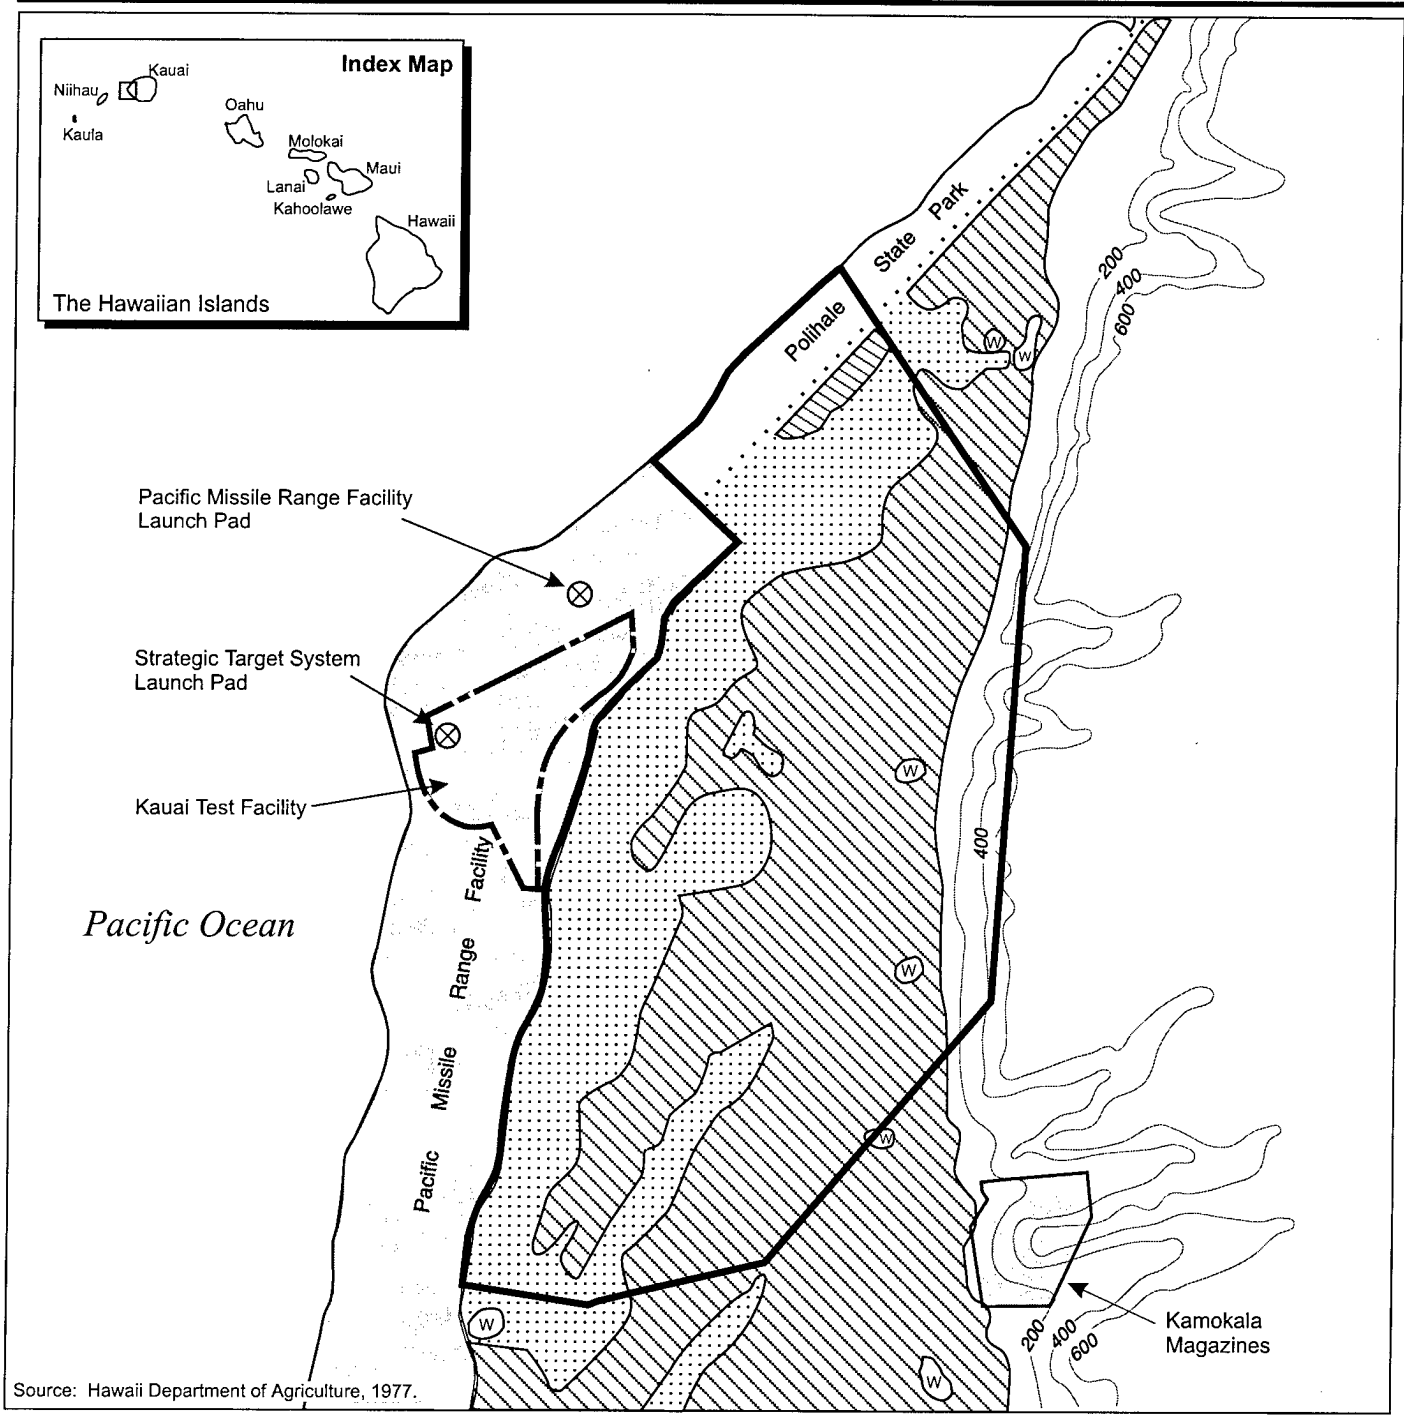 Index Map
Kauai
Niihau
Kaula
Oahu
Molokai
Maui
Lanai
Kahoolawe
Hawaii
The Hawaiian Islands
Polihale State Park
200
400
600
W
W
Pacific Missile Range Facility
Launch Pad
Strategic Target System
Launch Pad
Kauai Test Facility
W
400
Pacific Ocean
W
Pacific Missile Range Facility
W
W
200
400
600
Kamokala
Magazines
W
Source: Hawaii Department of Agriculture, 1977.